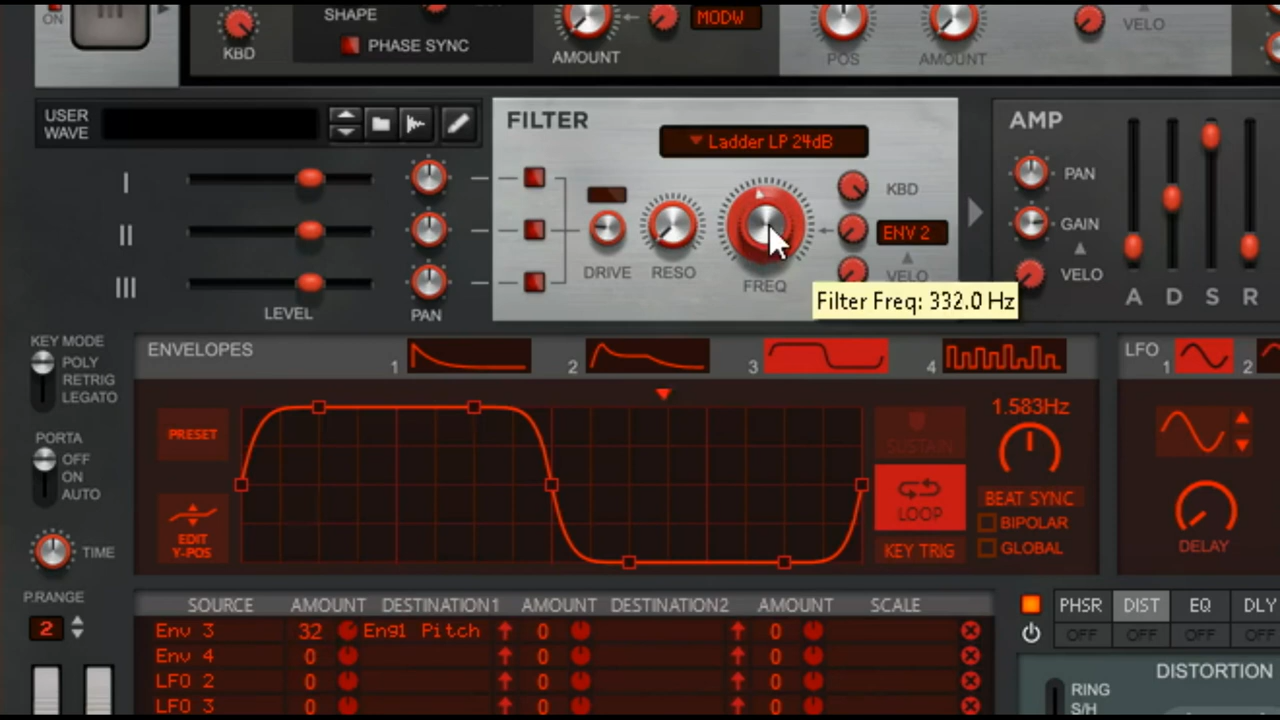 ON
SHAPE
KBD
PHASE SYNC
AMOUNT
MODW
POS
AMOUNT
VELO
USER
WAVE
FILTER
Ladder LP 24dB
AMP
I
II
III
LEVEL
PAN
DRIVE
RESO
FREQ
KBD
ENV 2
VELO
PAN
GAIN
VELO
A D S R
Filter Freq: 332.0 Hz
KEY MODE
POLY
RETRIG
LEGATO
PORTA
OFF
ON
AUTO
TIME
P.RANGE
2
ENVELOPES
1
2
3
4
PRESET
EDIT
Y-POS
SUSTAIN
LOOP
KEY TRIG
1.583Hz
BEAT SYNC
BIPOLAR
GLOBAL
LFO
1
2
DELAY
SOURCE AMOUNT DESTINATION1 AMOUNT DESTINATION2 AMOUNT SCALE
Env 3 32 Eng1 Pitch 0 0
Env 4 0 0 0
LFO 2 0 0 0
LFO 3 0 0 0
PHSR DIST EQ DLY
OFF OFF OFF OFF
DISTORTION
RING
S/H